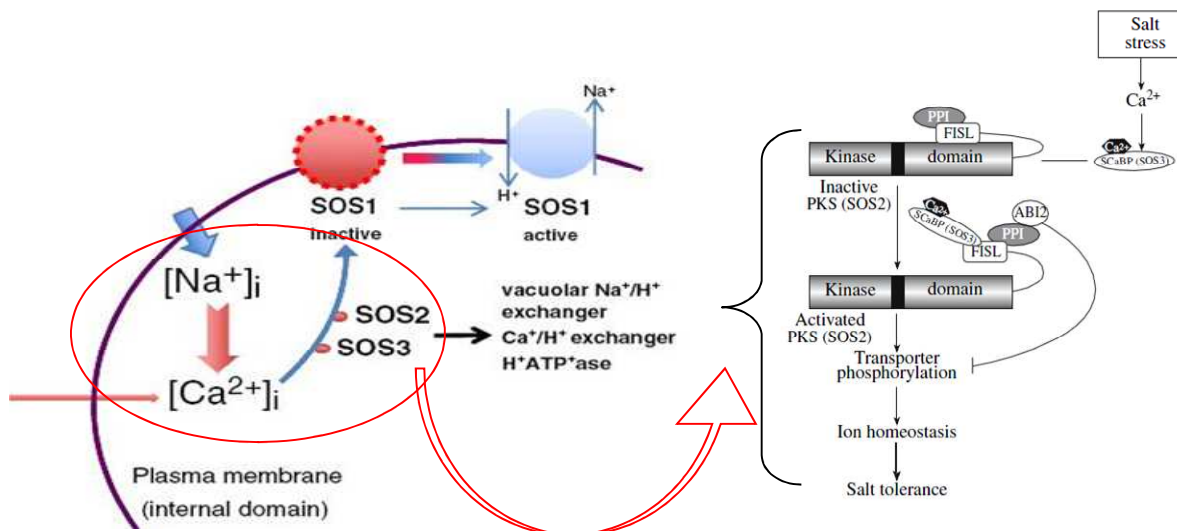 Na⁺
H⁺
SOS1
inactive
SOS1
active
[Na⁺]i
SOS2
SOS3
[Ca²⁺]i
vacuolar Na⁺/H⁺
exchanger
Ca⁺/H⁺ exchanger
H⁺ATP⁺ase
Plasma membrane
(internal domain)
Salt
stress
Ca²⁺
Ca²⁺
SCaBP (SOS3)
PPI
FISL
Kinase domain
Inactive
PKS (SOS2)
Ca²⁺
SCaBP (SOS3)
ABI2
PPI
FISL
Kinase domain
Activated
PKS (SOS2)
Transporter
phosphorylation
Ion homeostasis
Salt tolerance